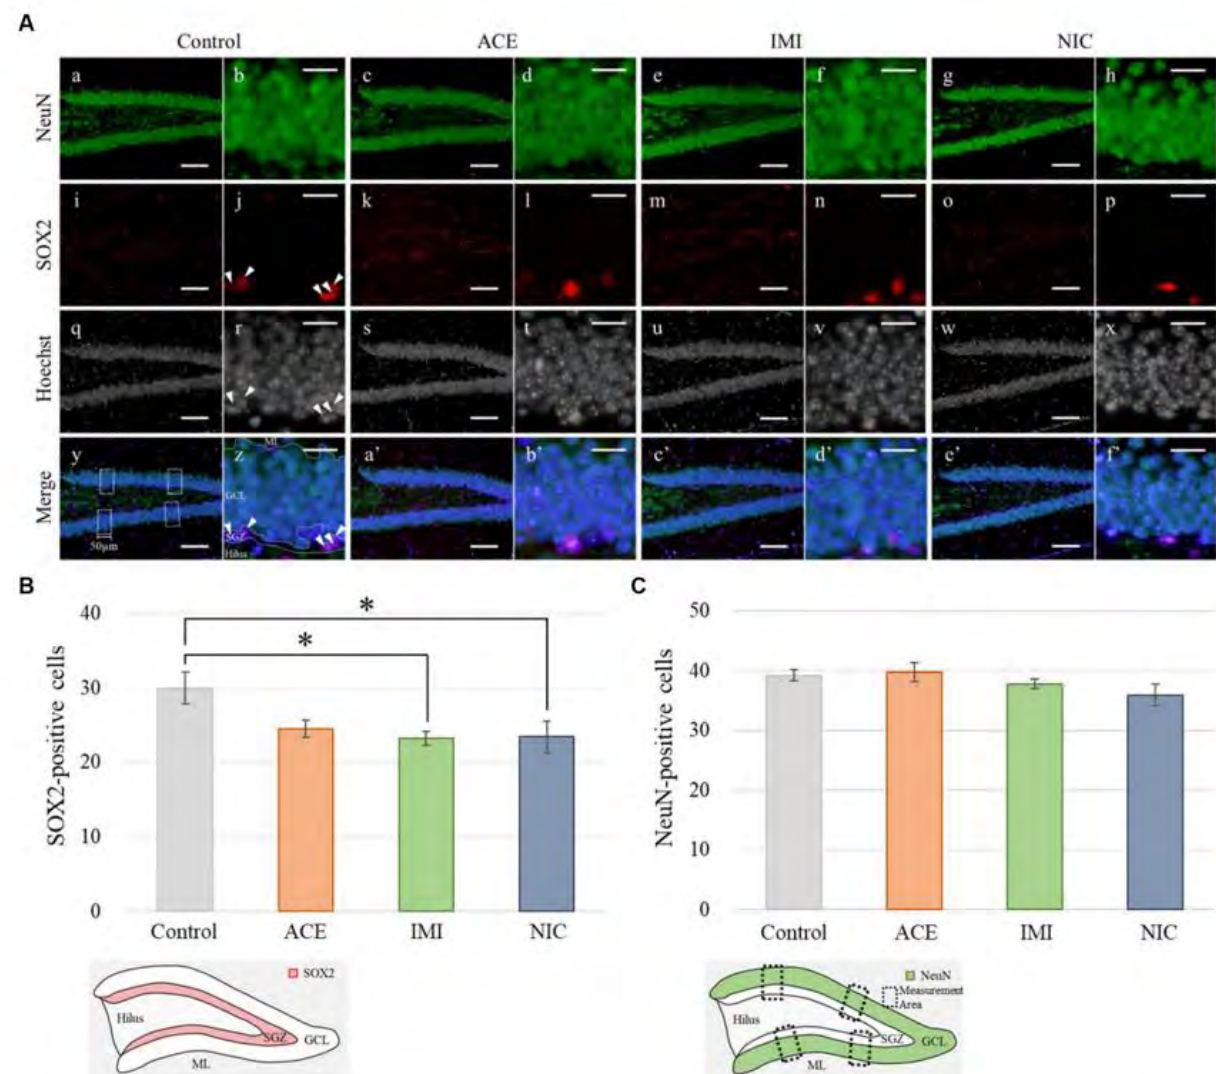 A
Control ACE IMI NIC
NeuN
a b c d e f g h
SOX2
i j k l m n o p
Hoechst
q r s t u v w x
Merge
y z a' b' c' d' e' f'
ML
GCL
SGZ
Hilus
50μm
B
SOX2-positive cells
40
30
20
10
0
* *
Control ACE IMI NIC
SOX2
Hilus
SGZ
GCL
ML
C
NeuN-positive cells
50
40
30
20
10
0
Control ACE IMI NIC
NeuN
Measurement
Area
Hilus
SGZ
GCL
ML